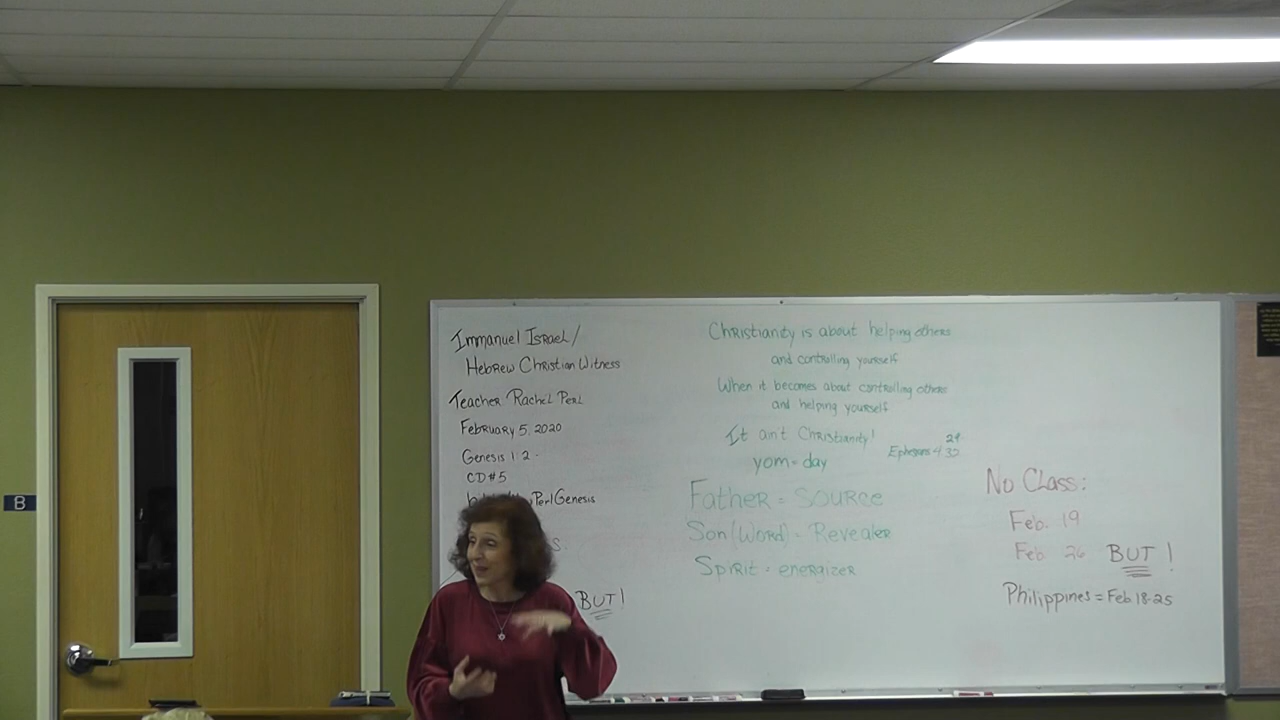 B
Immanuel Israel/
Hebrew Christian Witness
Teacher Rachel Perl
February 5, 2020
Genesis 1 2
CD#5
PerlGenesis
S.
BUT!
Christianity is about helping others
and controlling yourself
When it becomes about controlling others
and helping yourself
It ain't Christianity!
yom = day
Ephesians 4 29
32
Father = Source
Son (Word) = Revealer
Spirit = energizer
No Class:
Feb. 19
Feb 26 BUT!
Philippines = Feb 18-25